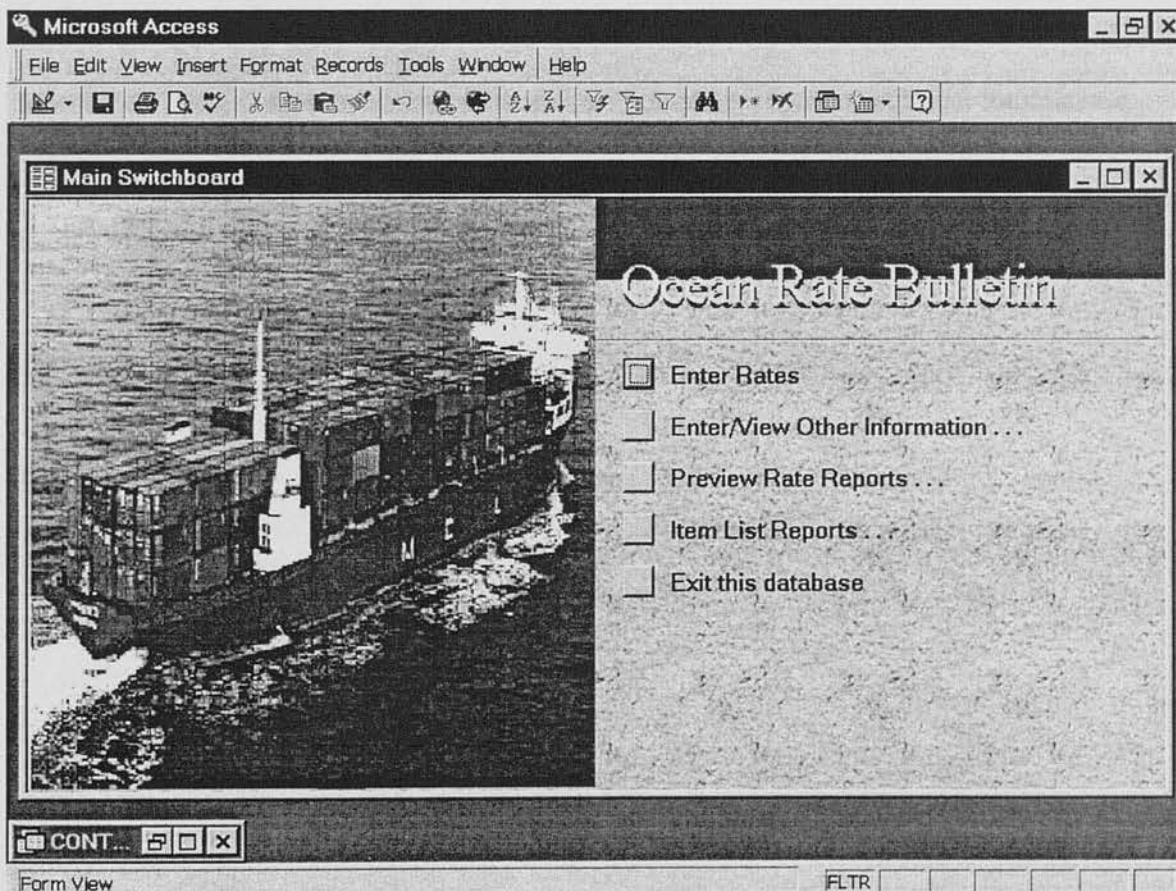 Microsoft Access
File Edit View Insert Format Records Tools Window Help
Main Switchboard
Ocean Rate Bulletin
Enter Rates
Enter/View Other Information . . .
Preview Rate Reports . . .
Item List Reports . . .
Exit this database
M C L
CONT...
Form View
FLTR